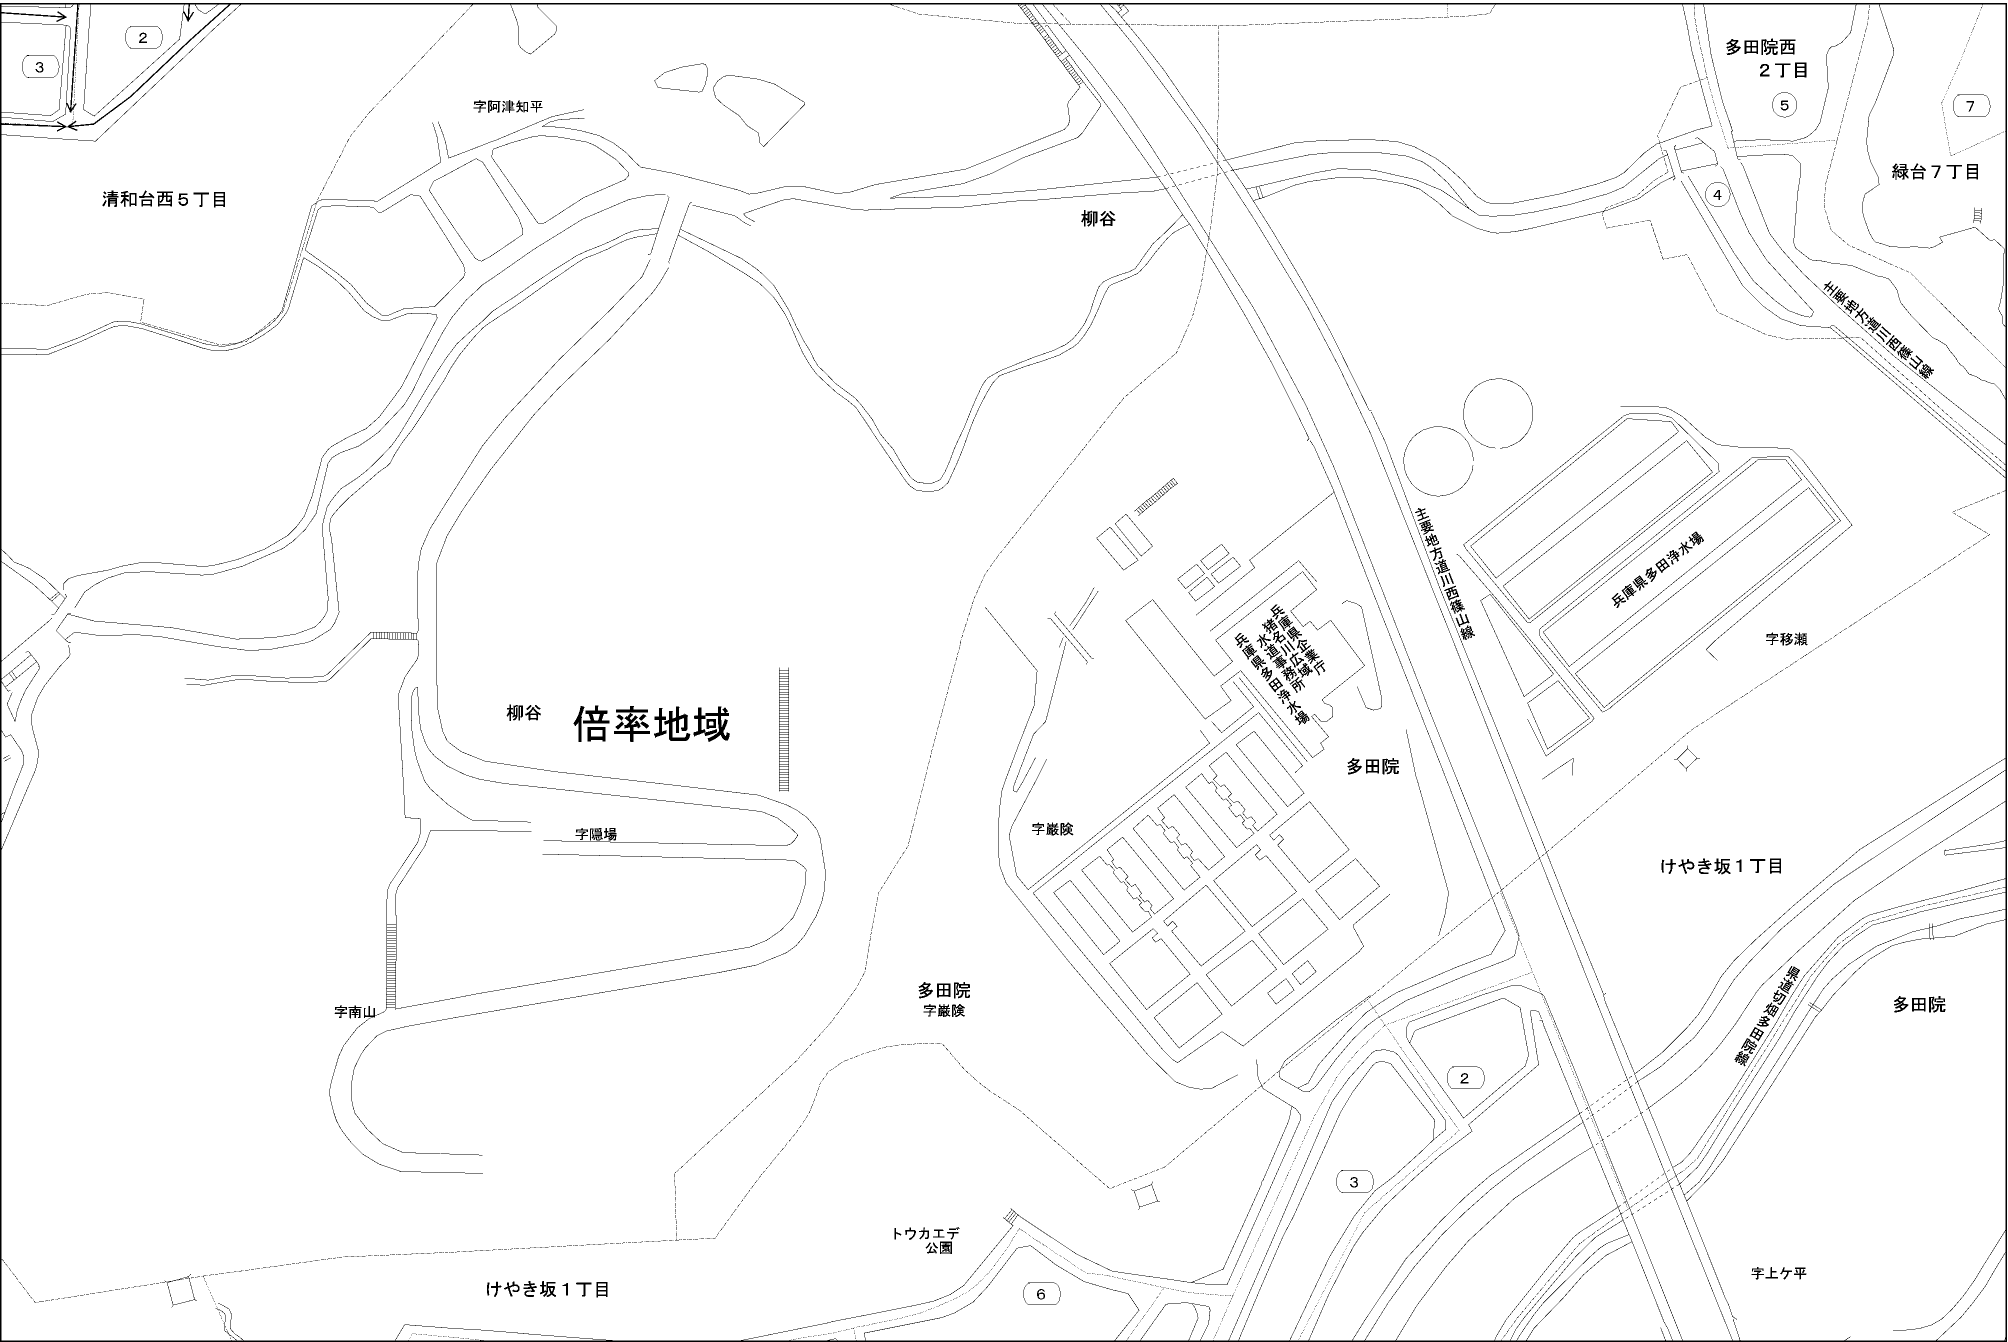 2
3
字阿津知平
清和台西5丁目
多田院西
2丁目
5
7
緑台7丁目
4
柳谷
主要地方道川西篠山線
主要地方道川西篠山線
兵庫県多田浄水場
字移瀬
兵庫県企業庁
猪名川広域
水道事務所
兵庫県多田浄水場
柳谷
倍率地域
多田院
字隠場
字巌険
けやき坂1丁目
多田院
字巌険
字南山
県道切畑多田院線
多田院
2
3
トウカエデ
公園
字上ケ平
けやき坂1丁目
6